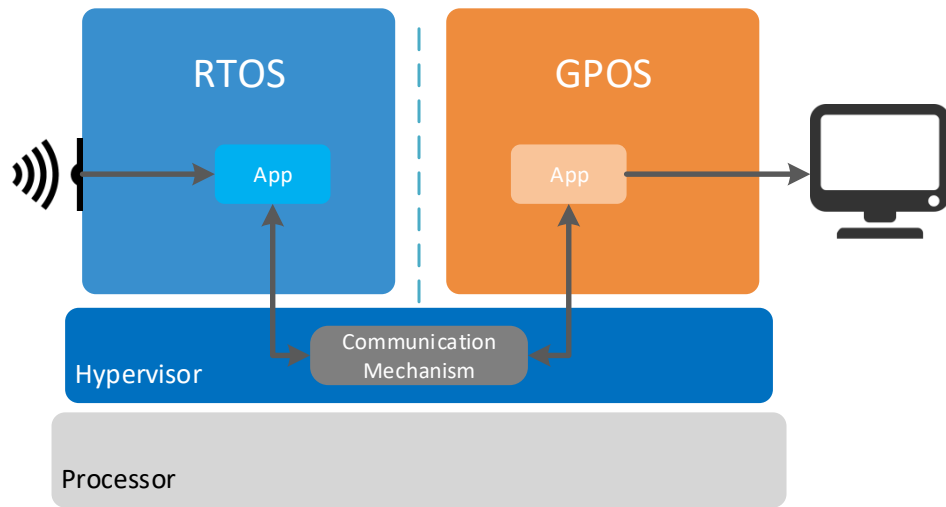 RTOS
GPOS
App
App
Communication
Mechanism
Hypervisor
Processor